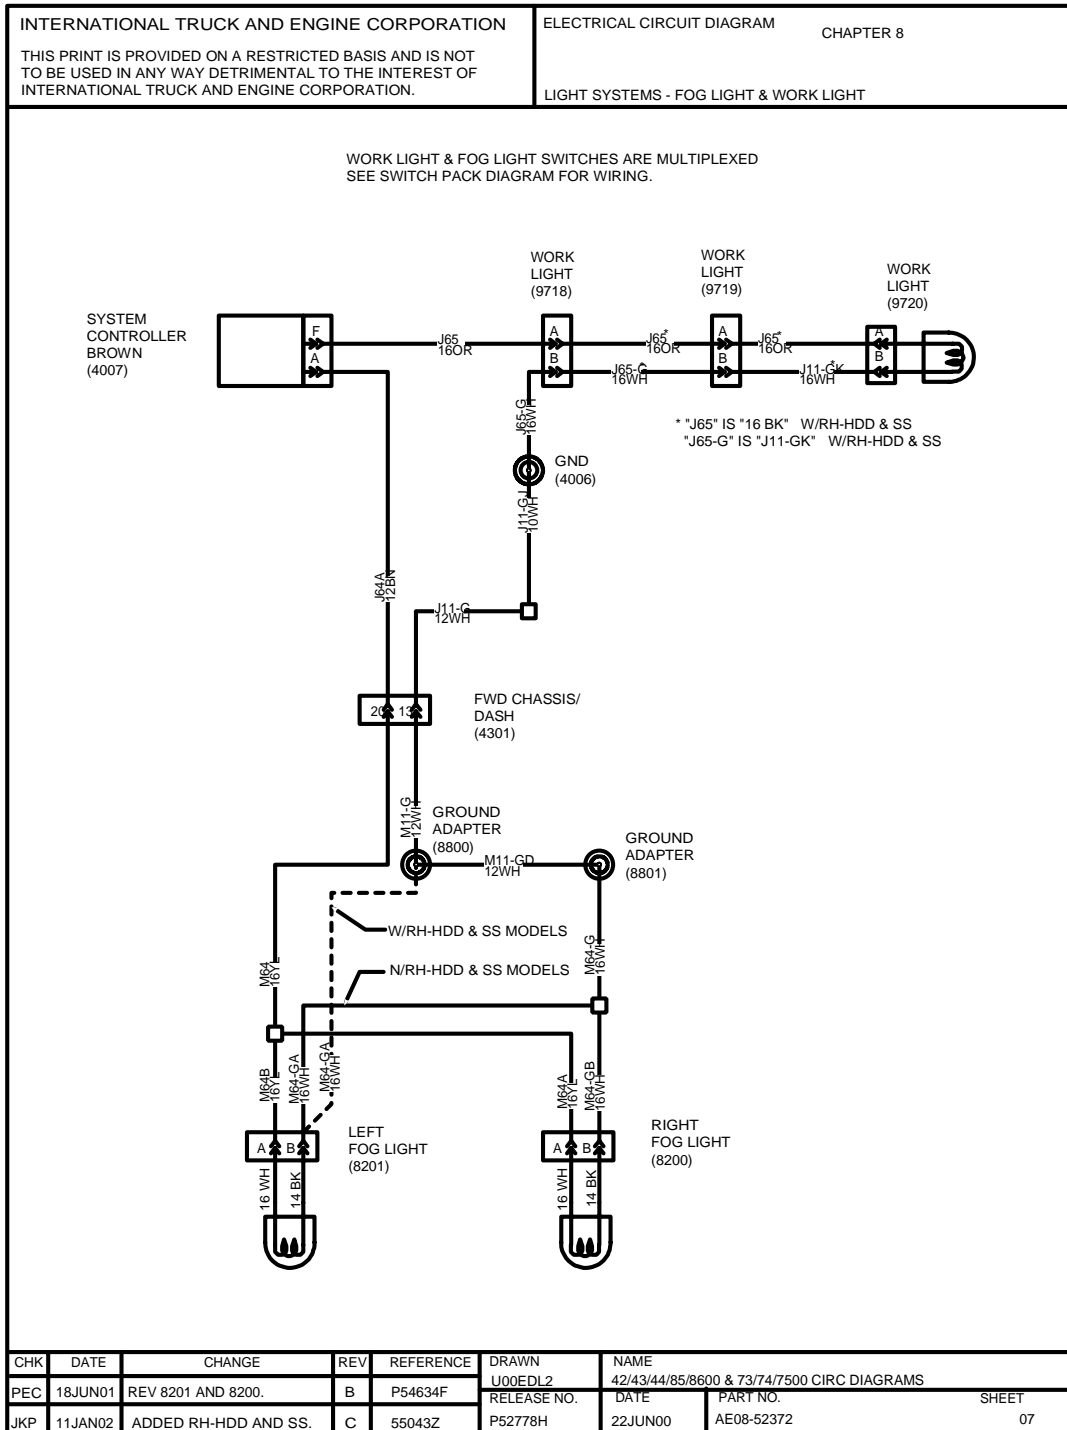 INTERNATIONAL TRUCK AND ENGINE CORPORATION
THIS PRINT IS PROVIDED ON A RESTRICTED BASIS AND IS NOT
TO BE USED IN ANY WAY DETRIMENTAL TO THE INTEREST OF
INTERNATIONAL TRUCK AND ENGINE CORPORATION.
ELECTRICAL CIRCUIT DIAGRAM
CHAPTER 8
LIGHT SYSTEMS - FOG LIGHT & WORK LIGHT
WORK LIGHT & FOG LIGHT SWITCHES ARE MULTIPLEXED
SEE SWITCH PACK DIAGRAM FOR WIRING.
WORK
LIGHT
(9718)
WORK
LIGHT
(9719)
WORK
LIGHT
(9720)
SYSTEM
CONTROLLER
BROWN
(4007)
F
A
J65
16OR
A
B
J65*
16OR
J65-G
16WH
A
B
J65*
16OR
J11-GK*
16WH
A
B
* "J65" IS "16 BK" W/RH-HDD & SS
"J65-G" IS "J11-GK" W/RH-HDD & SS
J65-G
16WH
GND
(4006)
J11-GJ
10WH
J64A
12BN
J11-G
12WH
20
13
FWD CHASSIS/
DASH
(4301)
M11-G
12WH
GROUND
ADAPTER
(8800)
M11-GD
12WH
GROUND
ADAPTER
(8801)
W/RH-HDD & SS MODELS
N/RH-HDD & SS MODELS
M64
16YL
M64-G
16WH
M64B
16YL
M64-GA
16WH
M64-GA
16WH
M64A
16YL
M64-GB
16WH
A B
LEFT
FOG LIGHT
(8201)
A B
RIGHT
FOG LIGHT
(8200)
16 WH
14 BK
16 WH
14 BK
CHK DATE CHANGE REV REFERENCE
PEC 18JUN01 REV 8201 AND 8200. B P54634F
JKP 11JAN02 ADDED RH-HDD AND SS. C 55043Z
DRAWN
U00EDL2
NAME
42/43/44/85/8600 & 73/74/7500 CIRC DIAGRAMS
RELEASE NO.
P52778H
DATE
22JUN00
PART NO.
AE08-52372
SHEET
07